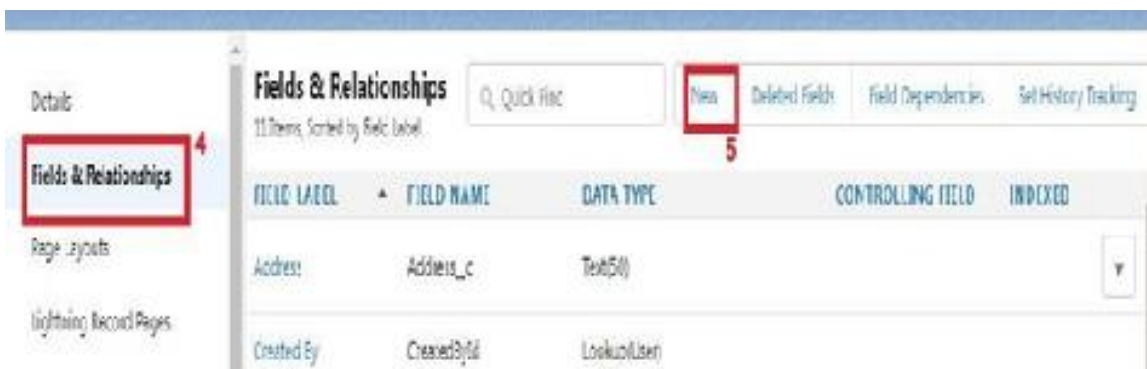 Details
Fields & Relationships
4
Page Layouts
Lightning Record Pages
Fields & Relationships
11 Items, Sorted by Field Label
Quick Find
New
5
Deleted Fields
Field Dependencies
Set History Tracking
FIELD LABEL FIELD NAME DATA TYPE CONTROLLING FIELD INDEXED
Address Address_c Text(50)
Created By CreatedById Lookup(User)